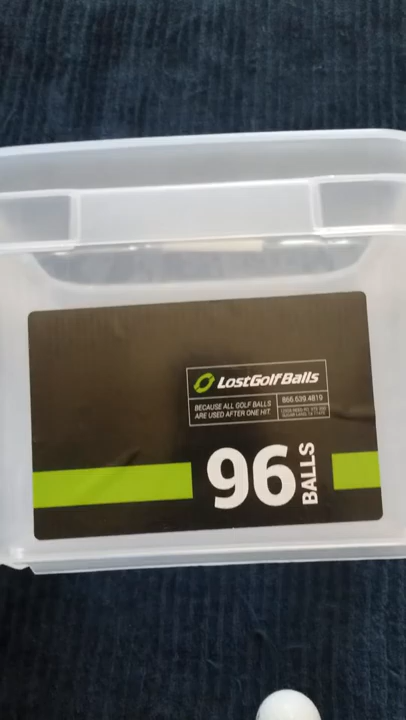 LostGolfBalls
BECAUSE ALL GOLF BALLS
ARE USED AFTER ONE HIT
866.639.4819
96
BALLS